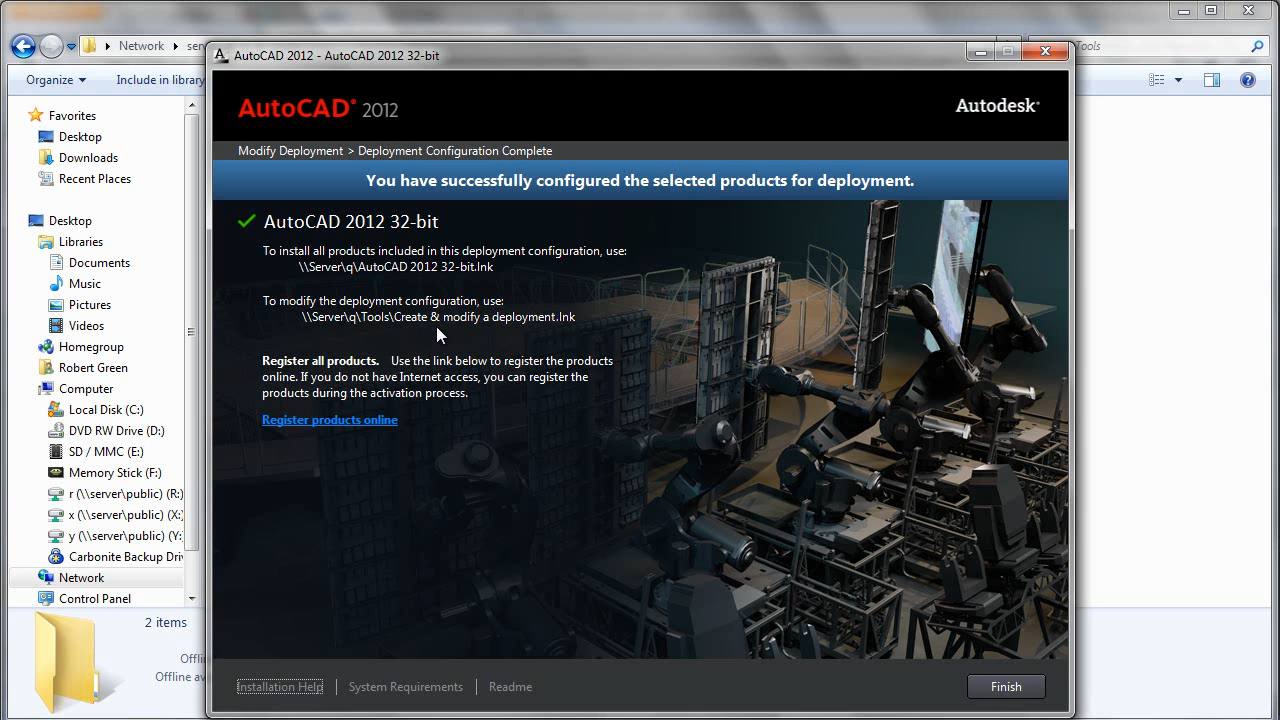 Network
ser
Tools
Organize
Include in library
AutoCAD 2012 - AutoCAD 2012 32-bit
AutoCAD® 2012
Autodesk®
Modify Deployment > Deployment Configuration Complete
You have successfully configured the selected products for deployment.
AutoCAD 2012 32-bit
To install all products included in this deployment configuration, use:
\\Server\q\AutoCAD 2012 32-bit.lnk
To modify the deployment configuration, use:
\\Server\q\Tools\Create & modify a deployment.lnk
Register all products. Use the link below to register the products
online. If you do not have Internet access, you can register the
products during the activation process.
Register products online
Installation Help
System Requirements
Readme
Finish
Favorites
Desktop
Downloads
Recent Places
Desktop
Libraries
Documents
Music
Pictures
Videos
Homegroup
Robert Green
Computer
Local Disk (C:)
DVD RW Drive (D:)
SD / MMC (E:)
Memory Stick (F:)
r (\\server\public) (R:)
x (\\server\public) (X:)
y (\\server\public) (Y:
Carbonite Backup Dri
Network
Control Panel
2 items
Offli
Offline av